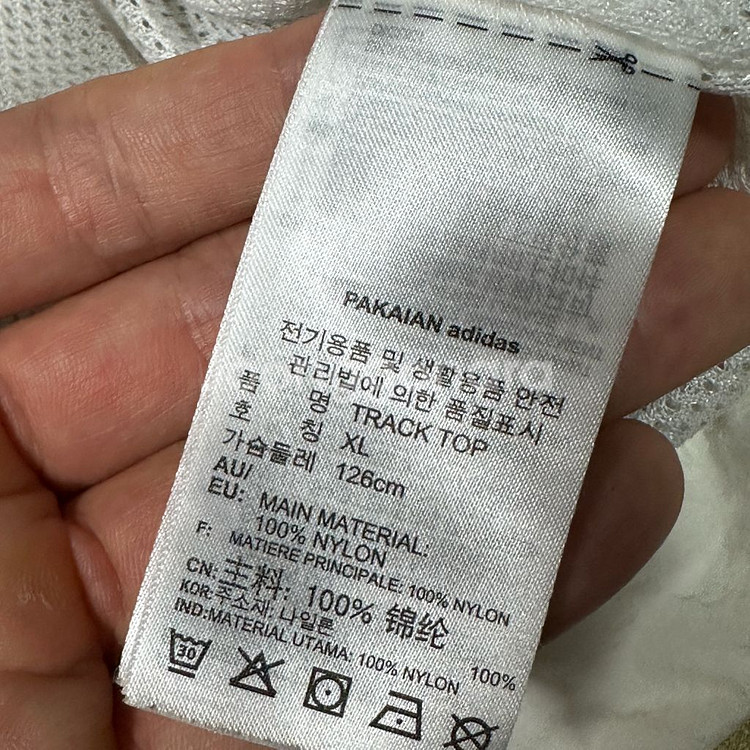 PAKAIAN adidas
전기용품 및 생활용품 안전
관리법에 의한 품질표시
품 명 TRACK TOP
호 칭 XL
가슴둘레 126cm
AU/
EU: MAIN MATERIAL:
100% NYLON
F: MATIERE PRINCIPALE: 100% NYLON
CN: 主料: 100% 锦纶
KOR: 주소재: 나일론 100%
IND: MATERIAL UTAMA: 100% NYLON
30